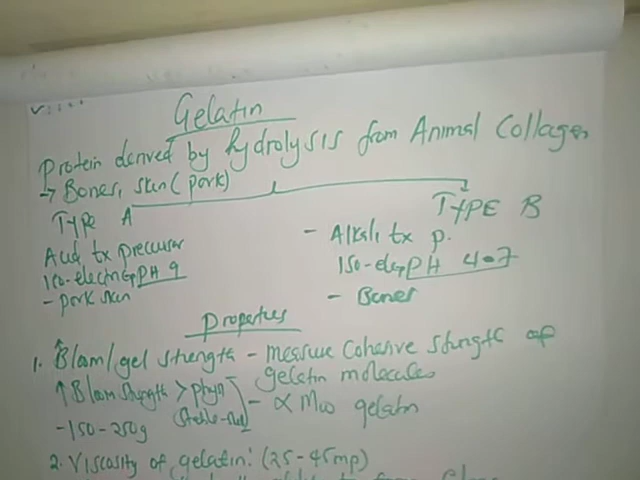 Gelatin
Protein derived by hydrolysis from Animal Collagen
→ Bones, skin (pork)
Type A
Acid tx precursor
Iso-electric pH 9
- pork skin
TYPE B
- Alkali tx p.
Iso-elec pH 4.7
- Bones
Properties
1. Bloom/gel strength - measure cohesive strength of
gelatin molecules
↑ Bloom strength >
- 150-250g
- ∝ Mw gelatin
2. Viscosity of gelatin: (25-45mp)